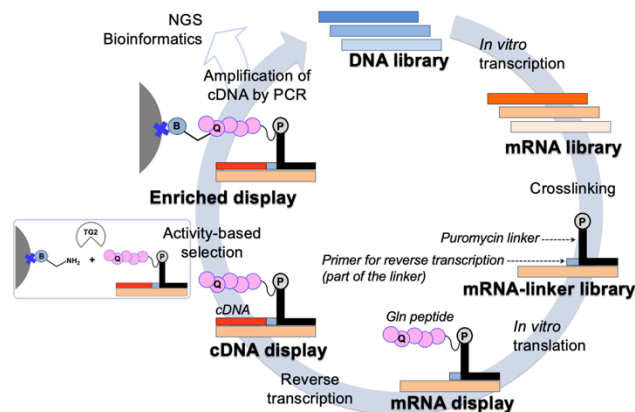 NGS
Bioinformatics
Amplification of
cDNA by PCR
DNA library
In vitro
transcription
mRNA library
Crosslinking
P
Puromycin linker
Primer for reverse transcription
(part of the linker)
mRNA-linker library
In vitro
translation
Gln peptide
Q
P
mRNA display
Reverse
transcription
Q
P
cDNA
cDNA display
Activity-based
selection
TG2
B
NH2
+
Q
P
B
Q
P
Enriched display